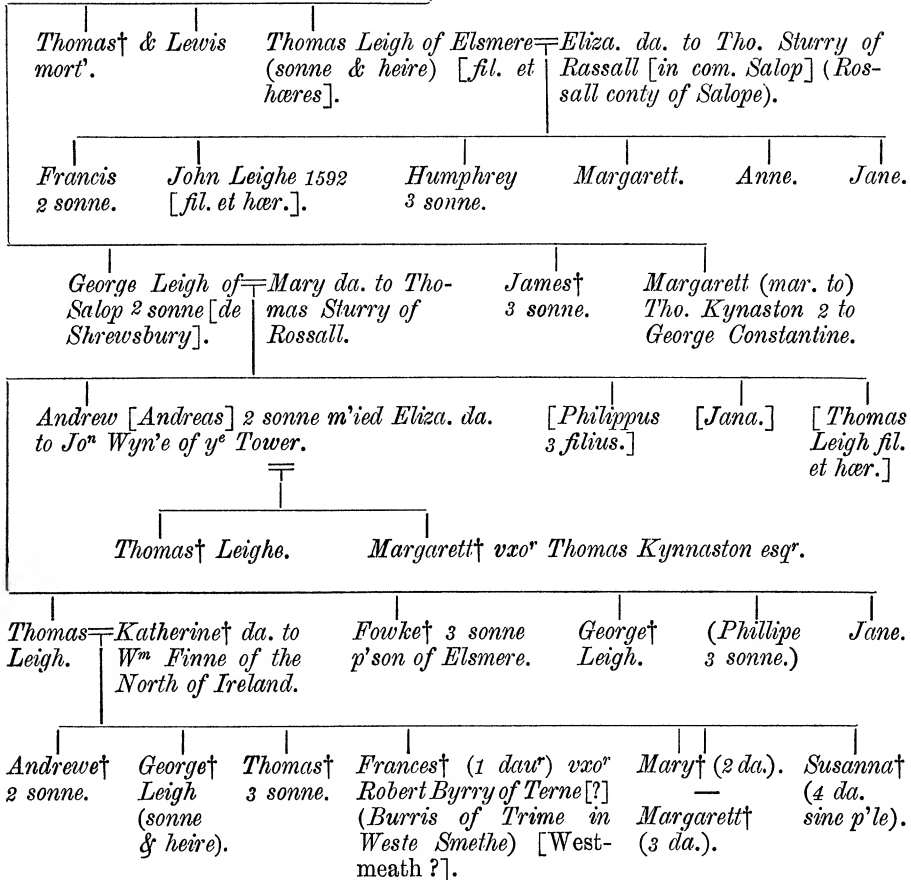 Thomas† & Lewis
mort'.
Thomas Leigh of Elsmere
(sonne & heire) [fil. et
hæres].
Eliza. da. to Tho. Sturry of
Rassall [in com. Salop] (Ros-
sall conty of Salope).
Francis
2 sonne.
John Leighe 1592
[fil. et hær.].
Humphrey
3 sonne.
Margarett.
Anne.
Jane.
George Leigh of
Salop 2 sonne [de
Shrewsbury].
Mary da. to Tho-
mas Sturry of
Rossall.
James†
3 sonne.
Margarett (mar. to)
Tho. Kynaston 2 to
George Constantine.
Andrew [Andreas] 2 sonne m'ied Eliza. da.
to Joⁿ Wyn'e of yᵉ Tower.
[Philippus
3 filius.]
[Jana.]
[Thomas
Leigh fil.
et hær.]
Thomas† Leighe.
Margarett† vxoʳ Thomas Kynnaston esqʳ.
Thomas
Leigh.
Katherine† da. to
Wᵐ Finne of the
North of Ireland.
Fowke† 3 sonne
p'son of Elsmere.
George†
Leigh.
(Phillipe
3 sonne.)
Jane.
Andrewe†
2 sonne.
George†
Leigh
(sonne
& heire).
Thomas†
3 sonne.
Frances† (1 dauʳ) vxoʳ
Robert Byrry of Terne [?]
(Burris of Trime in
Weste Smethe) [West-
meath ?].
Mary† (2 da.).
—
Margarett†
(3 da.).
Susanna†
(4 da.
sine p'le).